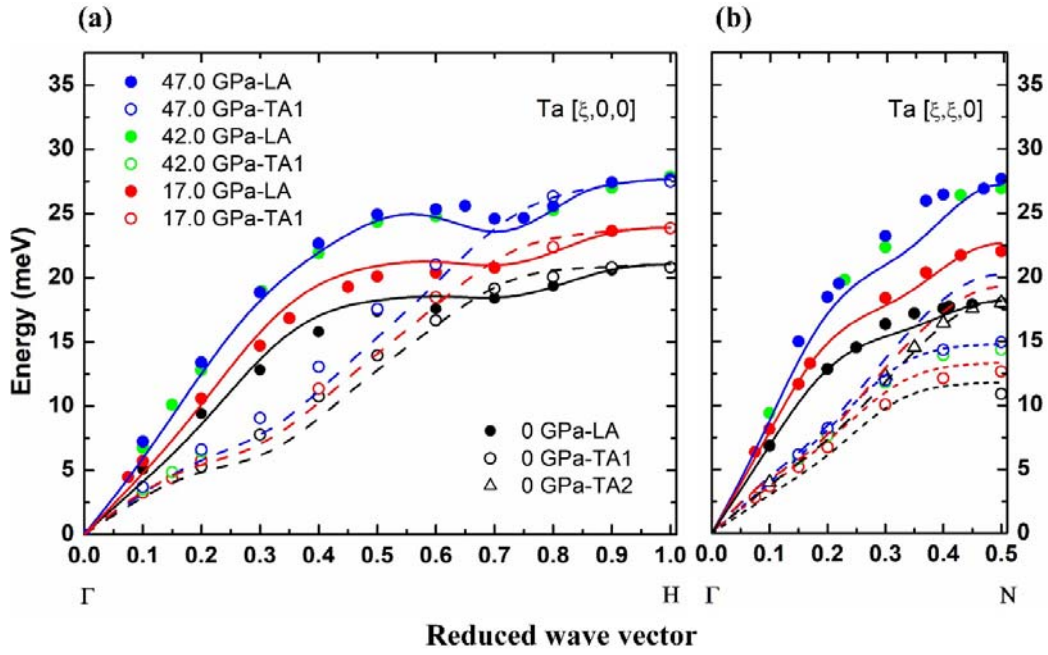 (a)
(b)
35
30
25
20
15
10
5
0
Energy (meV)
47.0 GPa-LA
47.0 GPa-TA1
42.0 GPa-LA
42.0 GPa-TA1
17.0 GPa-LA
17.0 GPa-TA1
Ta [ξ,0,0]
0 GPa-LA
0 GPa-TA1
0 GPa-TA2
0.0 0.1 0.2 0.3 0.4 0.5 0.6 0.7 0.8 0.9 1.0
Γ H
Ta [ξ,ξ,0]
35
30
25
20
15
10
5
0
0.0 0.1 0.2 0.3 0.4 0.5
Γ N
Reduced wave vector